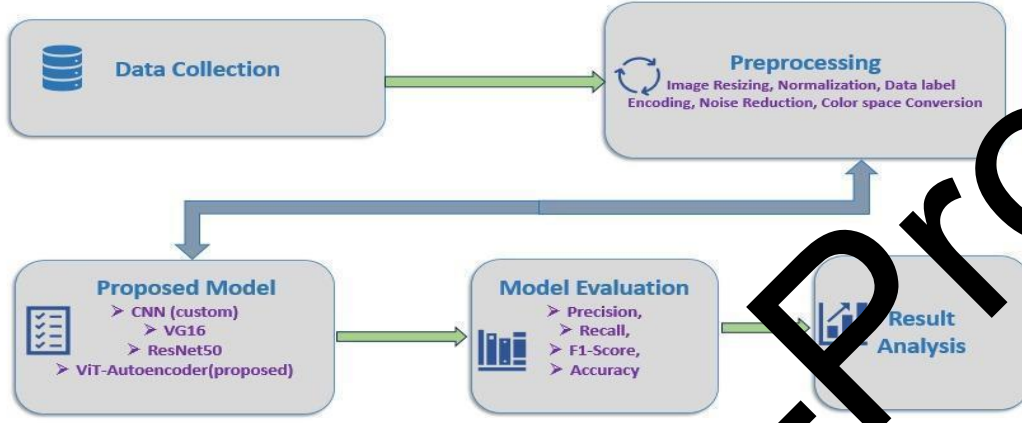 Data Collection
Preprocessing
Image Resizing, Normalization, Data label
Encoding, Noise Reduction, Color space Conversion
Proposed Model
➤ CNN (custom)
➤ VG16
➤ ResNet50
➤ ViT-Autoencoder(proposed)
Model Evaluation
➤ Precision,
➤ Recall,
➤ F1-Score,
➤ Accuracy
Result
Analysis
Pro